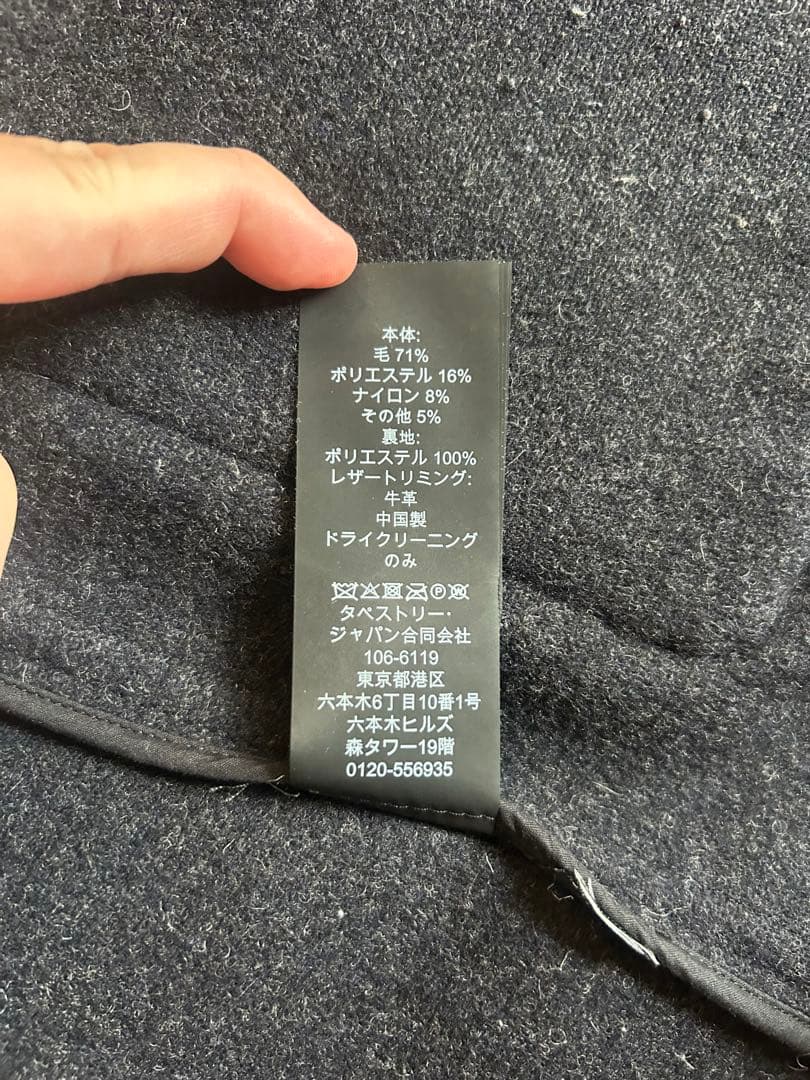 本体:
毛 71%
ポリエステル 16%
ナイロン 8%
その他 5%
裏地:
ポリエステル 100%
レザートリミング:
牛革
中国製
ドライクリーニング
のみ
タペストリー・
ジャパン合同会社
106-6119
東京都港区
六本木6丁目10番1号
六本木ヒルズ
森タワー19階
0120-556935